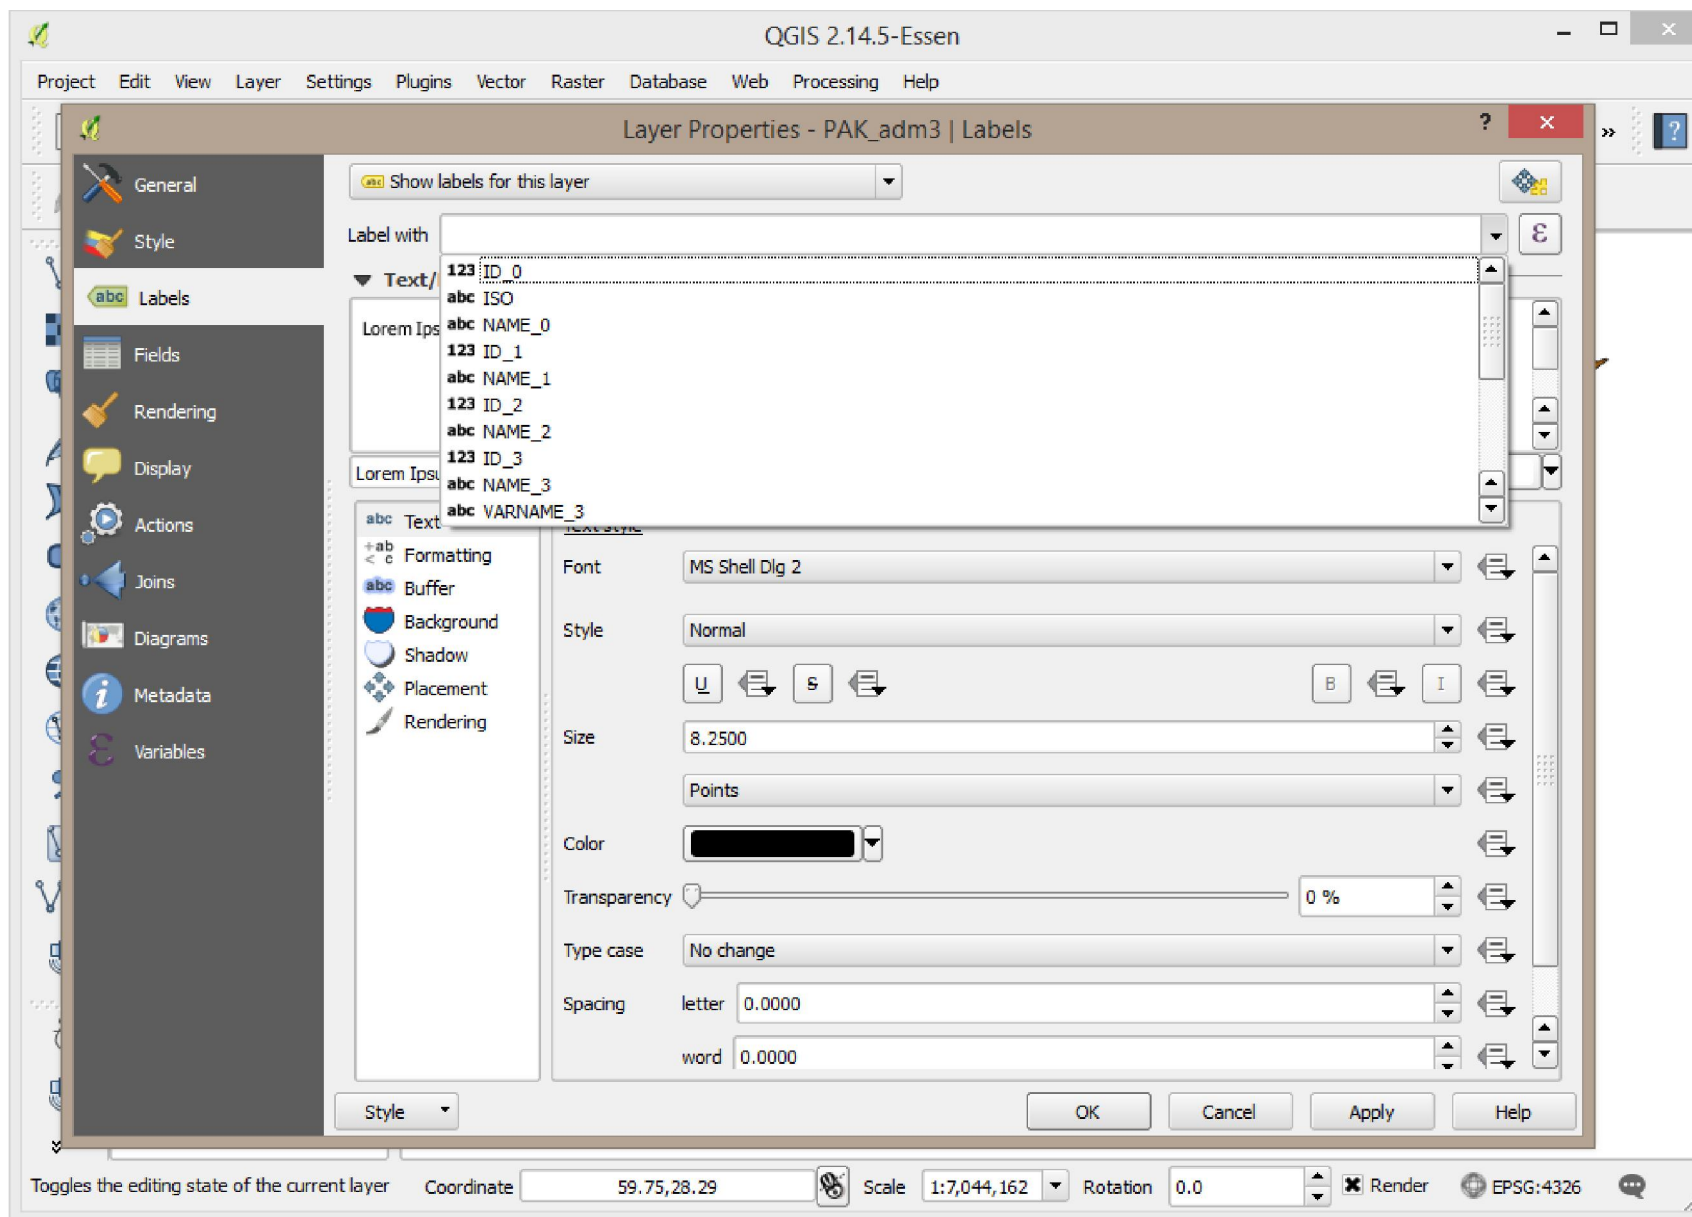 QGIS 2.14.5-Essen
Project Edit View Layer Settings Plugins Vector Raster Database Web Processing Help
Layer Properties - PAK_adm3 | Labels
?
General
Style
Labels
Fields
Rendering
Display
Actions
Joins
Diagrams
Metadata
Variables
abc Show labels for this layer
Label with
ε
Text/
123 ID_0
abc ISO
abc NAME_0
123 ID_1
abc NAME_1
123 ID_2
abc NAME_2
123 ID_3
abc NAME_3
abc VARNAME_3
Lorem Ips
Lorem Ipsu
abc Text
+ab < c Formatting
abc Buffer
Background
Shadow
Placement
Rendering
Text style
Font MS Shell Dlg 2
Style Normal
U S B I
Size 8.2500
Points
Color
Transparency 0 %
Type case No change
Spacing letter 0.0000
word 0.0000
Style OK Cancel Apply Help
Toggles the editing state of the current layer Coordinate 59.75,28.29 Scale 1:7,044,162 Rotation 0.0 Render EPSG:4326